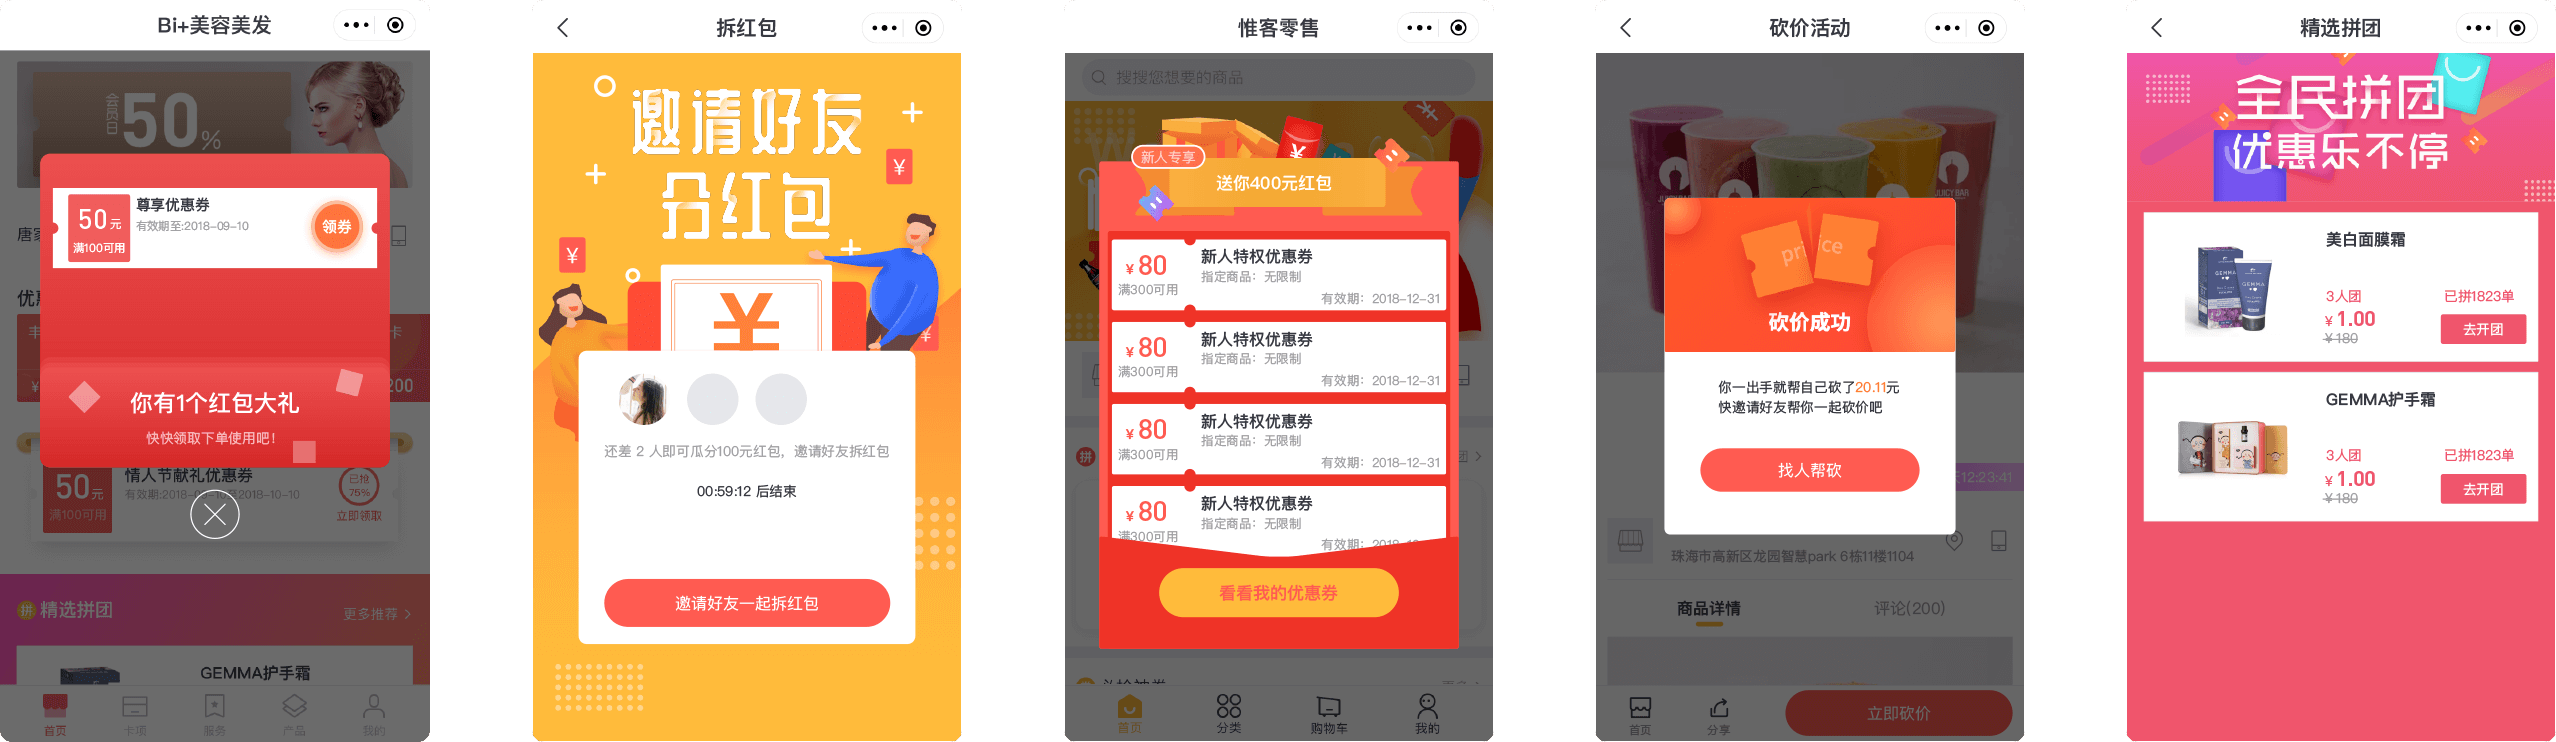 Bi+美容美发
会员日
50%
50元
满100可用
尊享优惠券
有效期至:2018-09-10
领券
唐
优
200
你有1个红包大礼
快快领取下单使用吧！
50元
满100可用
情人节献礼优惠券
已抢
75%
立即领取
拼
精选拼团
更多推荐
GEMMA护手霜
首页
卡项
服务
产品
我的
拆红包
邀请好友
分红包
¥
¥
¥
¥
还差 2 人即可瓜分100元红包，邀请好友拆红包
00:59:12 后结束
邀请好友一起拆红包
惟客零售
搜搜您想要的商品
新人专享
送你400元红包
¥80
满300可用
新人特权优惠券
指定商品：无限制
有效期：2018-12-31
¥80
满300可用
新人特权优惠券
指定商品：无限制
有效期：2018-12-31
¥80
满300可用
新人特权优惠券
指定商品：无限制
有效期：2018-12-31
¥80
满300可用
新人特权优惠券
指定商品：无限制
拼
看看我的优惠券
首页
分类
购物车
我的
砍价活动
JUICY BAR
price
砍价成功
你一出手就帮自己砍了20.11元
快邀请好友帮你一起砍价吧
找人帮砍
12:23:41
珠海市高新区龙园智慧park 6栋11楼1104
商品详情
评论(200)
首页
分享
立即砍价
精选拼团
全民拼团
优惠乐不停
GEMMA
美白面膜霜
3人团
已拼1823单
¥1.00
¥180
去开团
GEMMA护手霜
3人团
已拼1823单
¥1.00
¥180
去开团